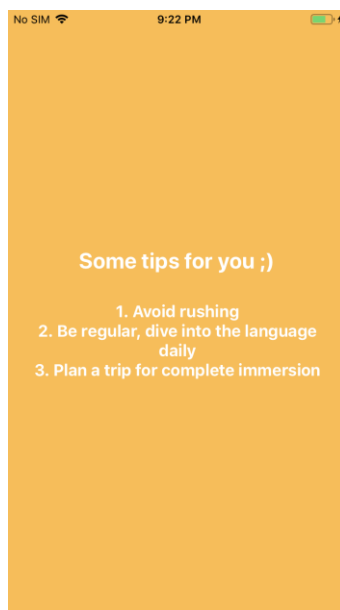 No SIM
9:22 PM
Some tips for you ;)
1. Avoid rushing
2. Be regular, dive into the language
daily
3. Plan a trip for complete immersion